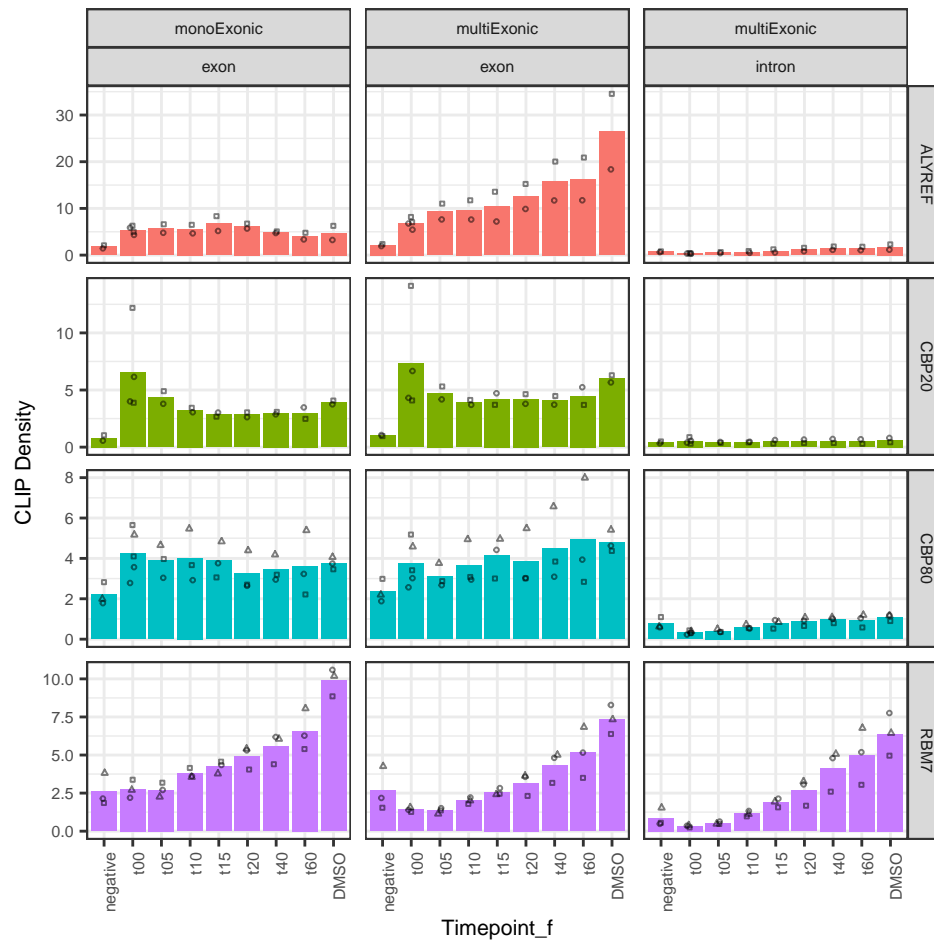 monoExonic multiExonic multiExonic
exon exon intron
CLIP Density
30
20
10
0
ALYREF
10
5
0
CBP20
8
6
4
2
0
CBP80
10.0
7.5
5.0
2.5
0.0
RBM7
negative t00 t05 t10 t15 t20 t40 t60 DMSO negative t00 t05 t10 t15 t20 t40 t60 DMSO negative t00 t05 t10 t15 t20 t40 t60 DMSO
Timepoint_f